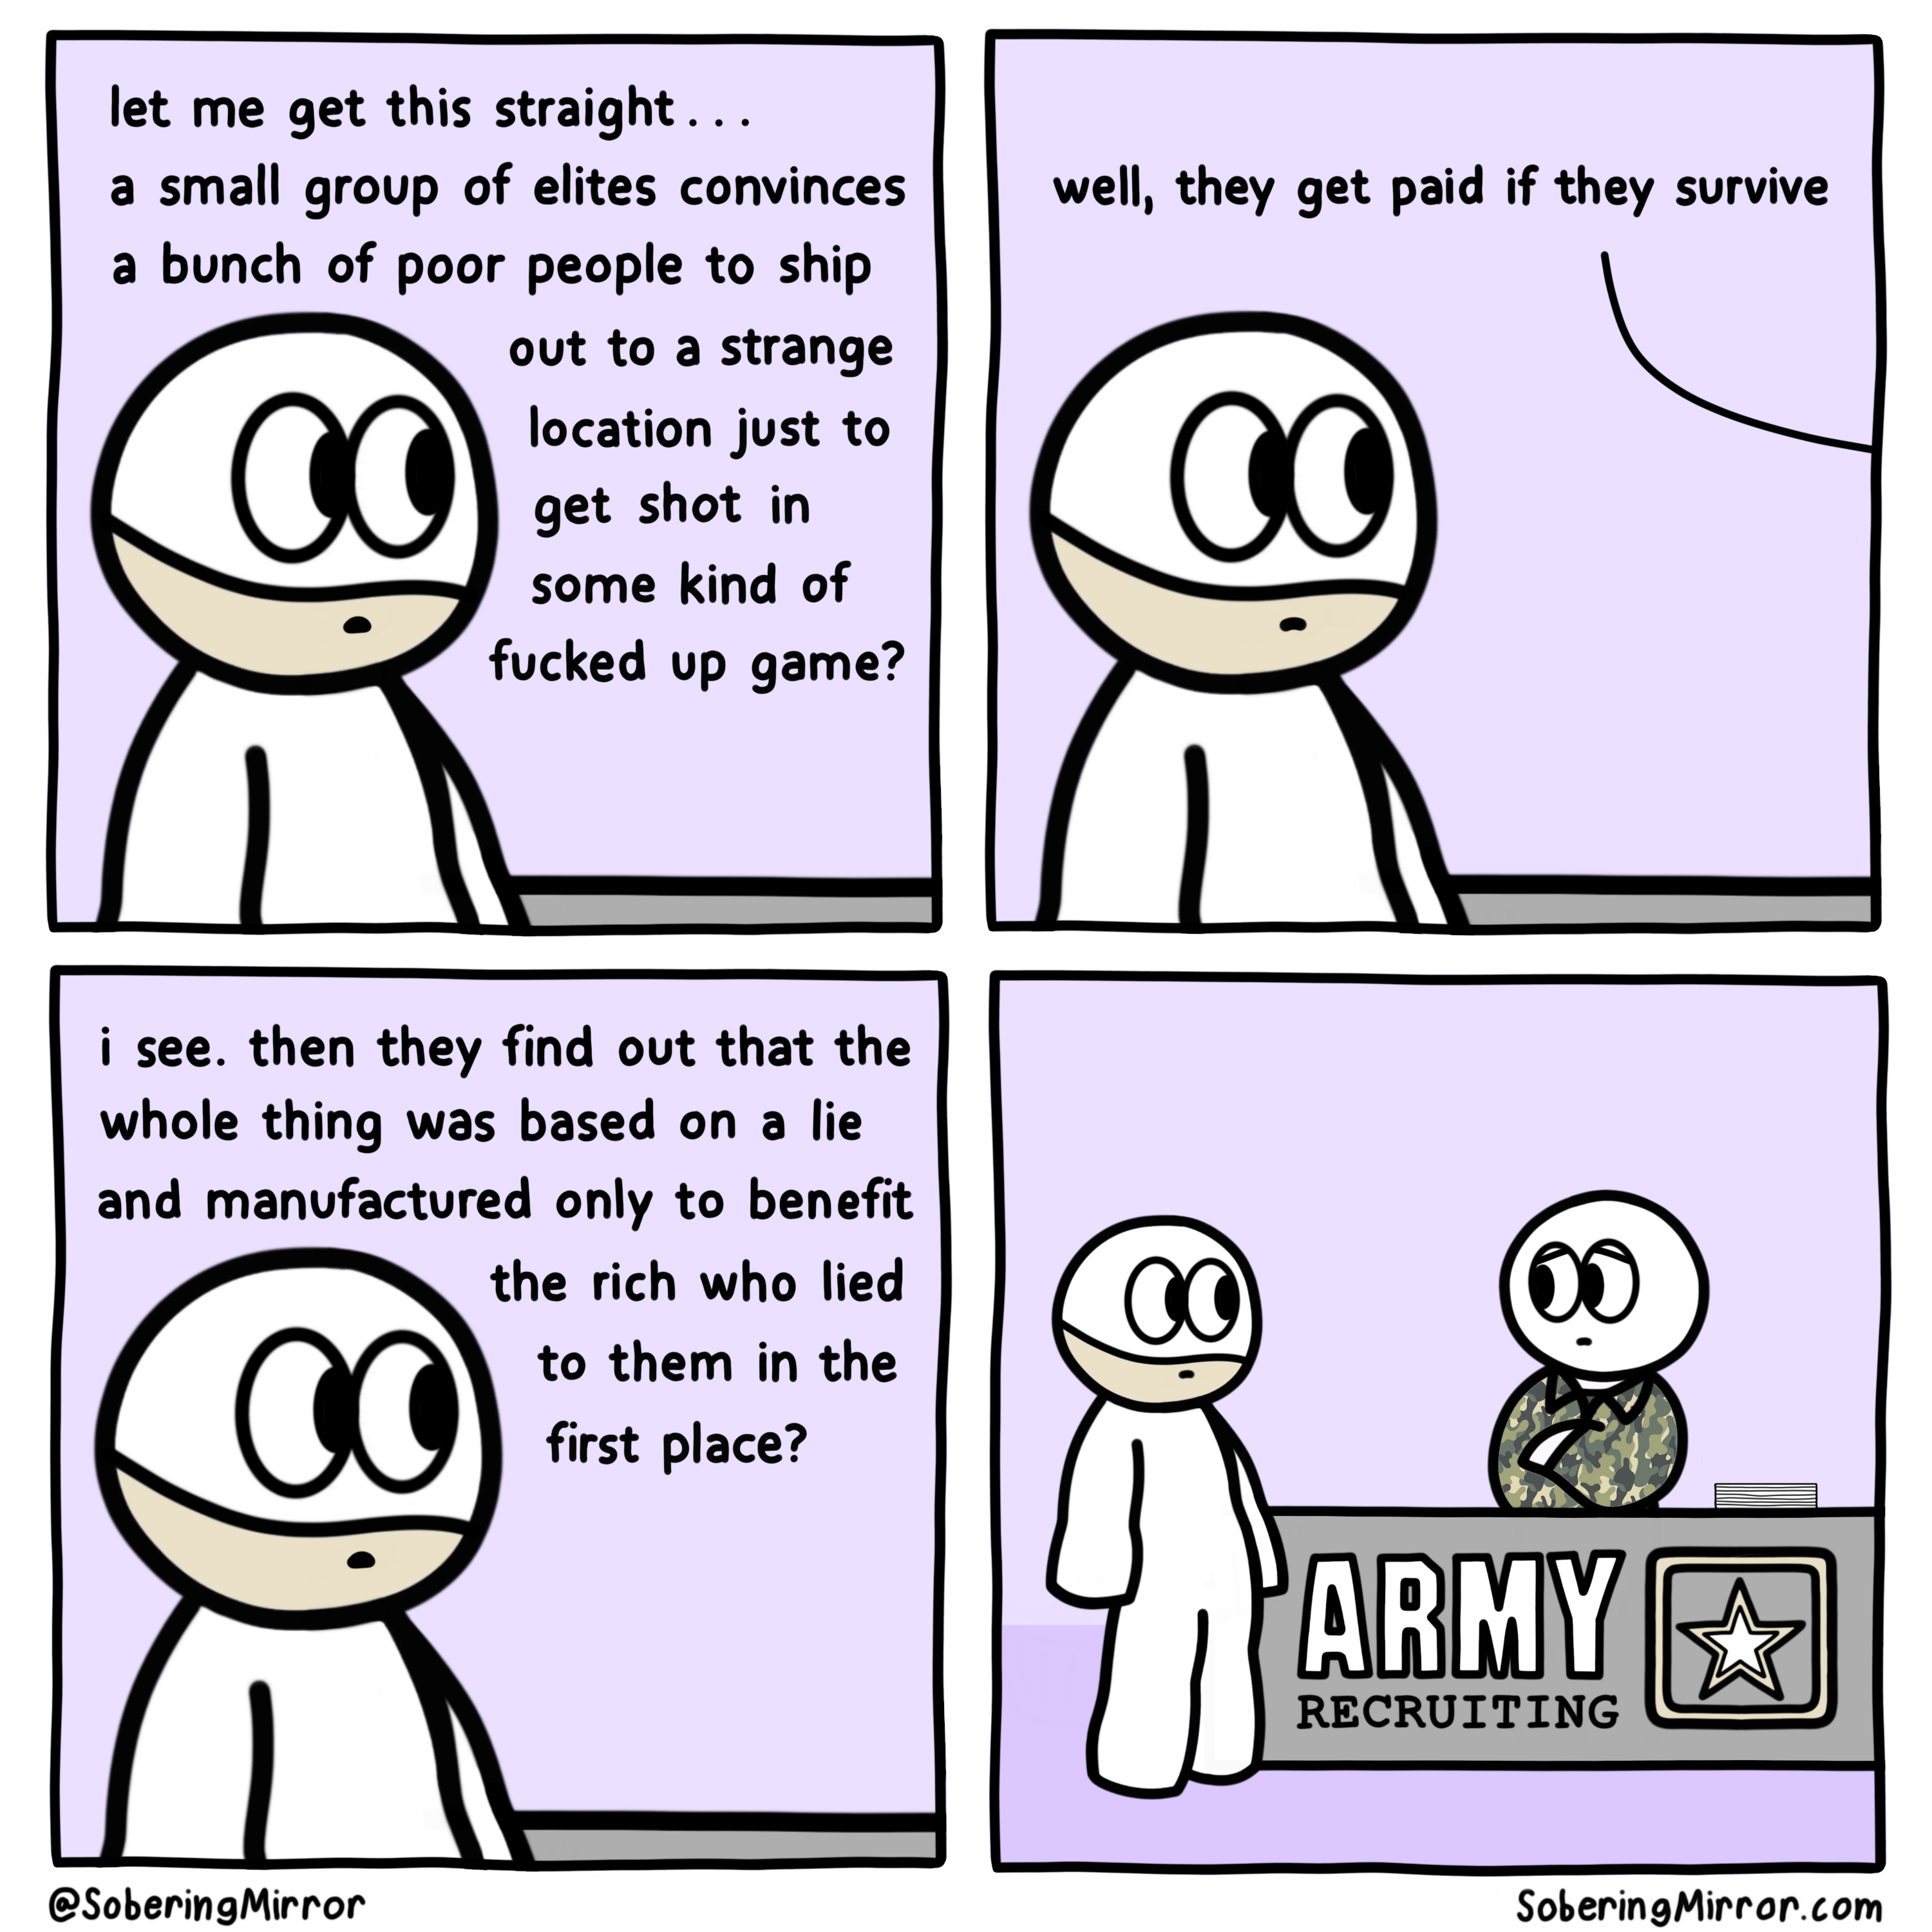 let me get this straight...
a small group of elites convinces
a bunch of poor people to ship
out to a strange
location just to
get shot in
some kind of
fucked up game?
well, they get paid if they survive
i see. then they find out that the
whole thing was based on a lie
and manufactured only to benefit
the rich who lied
to them in the
first place?
ARMY
RECRUITING
@SoberingMirror
SoberingMirror.com